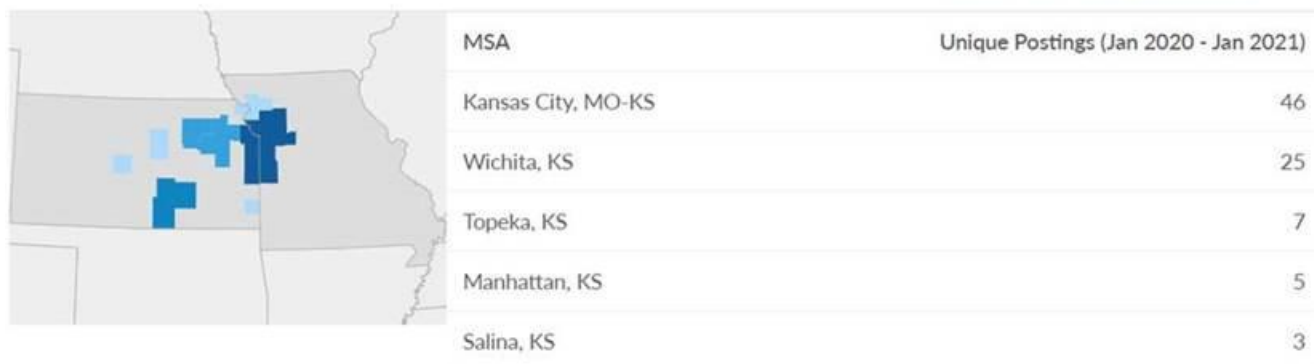 MSA Unique Postings (Jan 2020 - Jan 2021)
Kansas City, MO-KS 46
Wichita, KS 25
Topeka, KS 7
Manhattan, KS 5
Salina, KS 3